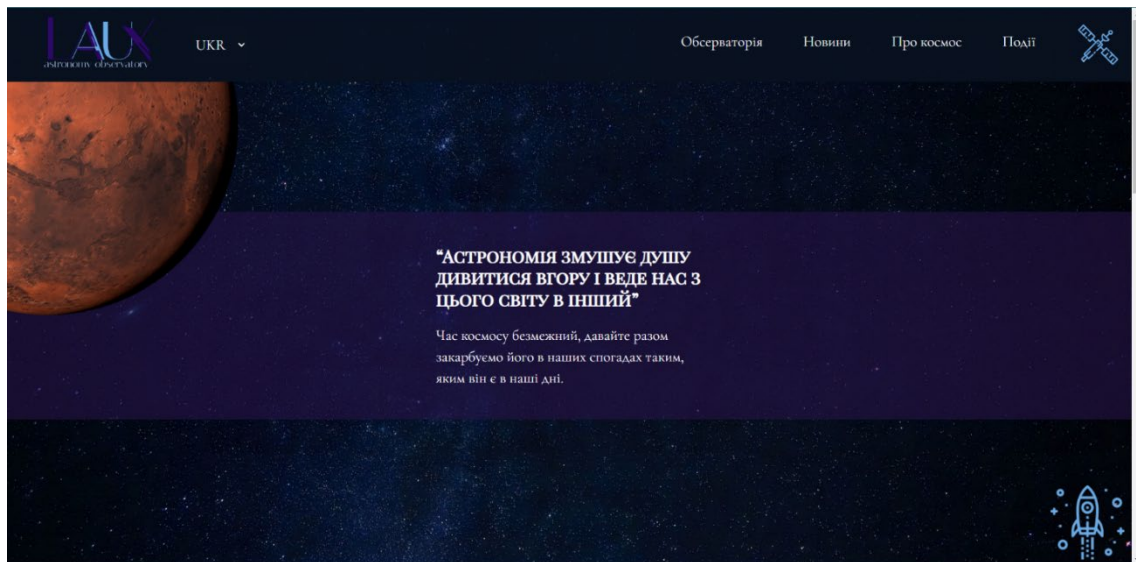 LAUX
astronomy observatory
UKR
Обсерваторія Новини Про космос Події
“Астрономія змушує душу
дивитися вгору і веде нас з
цього світу в інший”
Час космосу безмежний, давайте разом
закарбуємо його в наших спогадах таким,
яким він є в наші дні.